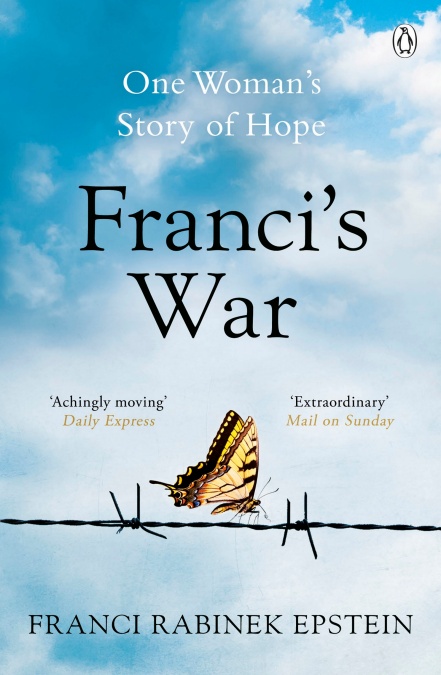 One Woman's
Story of Hope
Franci's
War
‘Achingly moving’
Daily Express
‘Extraordinary’
Mail on Sunday
FRANCI RABINEK EPSTEIN